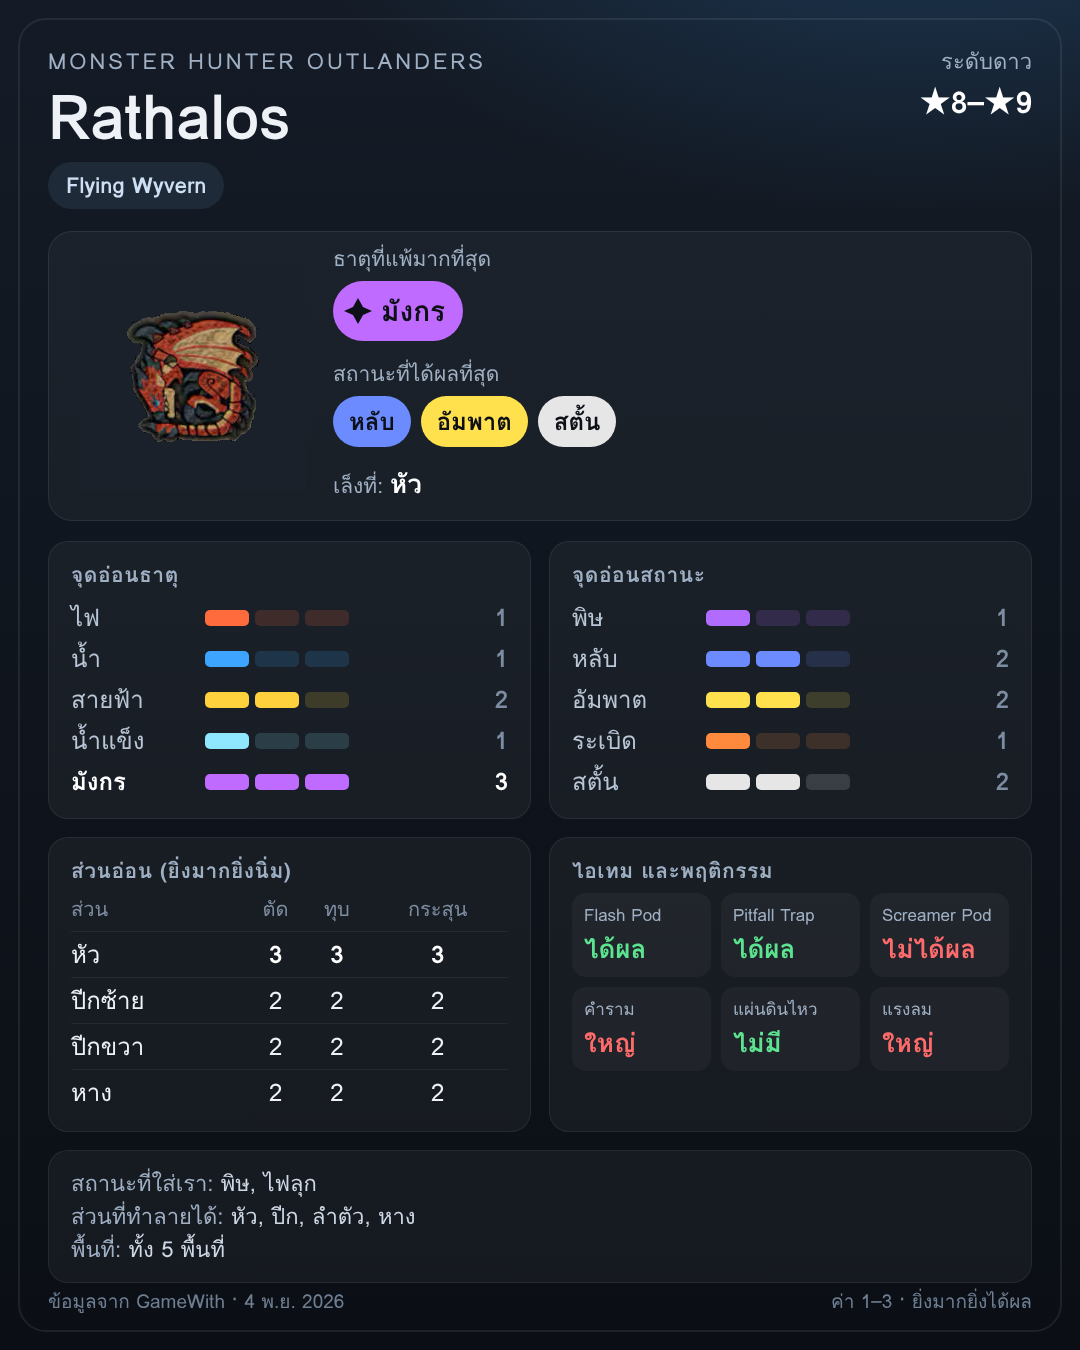 MONSTER HUNTER OUTLANDERS
ระดับดาว
Rathalos
★8–★9
Flying Wyvern
ธาตุที่แพ้มากที่สุด
✦ มังกร
สถานะที่ได้ผลที่สุด
หลับ อัมพาต สตั้น
เล็งที่: หัว
จุดอ่อนธาตุ
ไฟ 1
น้ำ 1
สายฟ้า 2
น้ำแข็ง 1
มังกร 3
จุดอ่อนสถานะ
พิษ 1
หลับ 2
อัมพาต 2
ระเบิด 1
สตั้น 2
ส่วนอ่อน (ยิ่งมากยิ่งนิ่ม)
ส่วน ตัด ทุบ กระสุน
หัว 3 3 3
ปีกซ้าย 2 2 2
ปีกขวา 2 2 2
หาง 2 2 2
ไอเทม และพฤติกรรม
Flash Pod Pitfall Trap Screamer Pod
ได้ผล ได้ผล ไม่ได้ผล
คำราม แผ่นดินไหว แรงลม
ใหญ่ ไม่มี ใหญ่
สถานะที่ใส่เรา: พิษ, ไฟลุก
ส่วนที่ทำลายได้: หัว, ปีก, ลำตัว, หาง
พื้นที่: ทั้ง 5 พื้นที่
ข้อมูลจาก GameWith · 4 พ.ย. 2026
ค่า 1–3 · ยิ่งมากยิ่งได้ผล